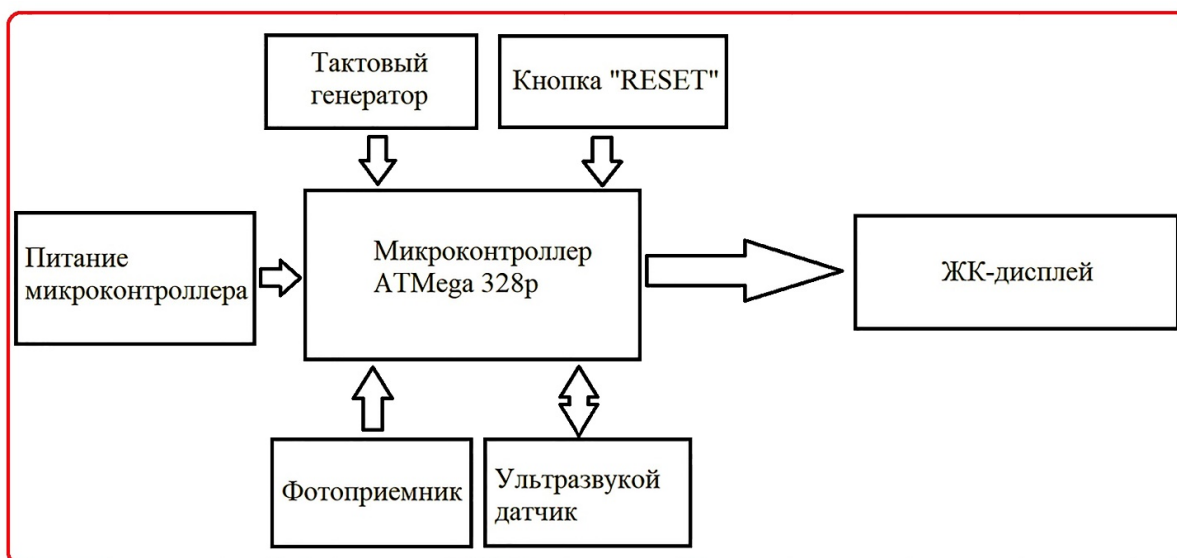 Тактовый
генератор
Кнопка "RESET"
Питание
микроконтроллера
Микроконтроллер
ATMega 328p
ЖК-дисплей
Фотоприемник
Ультразвукой
датчик